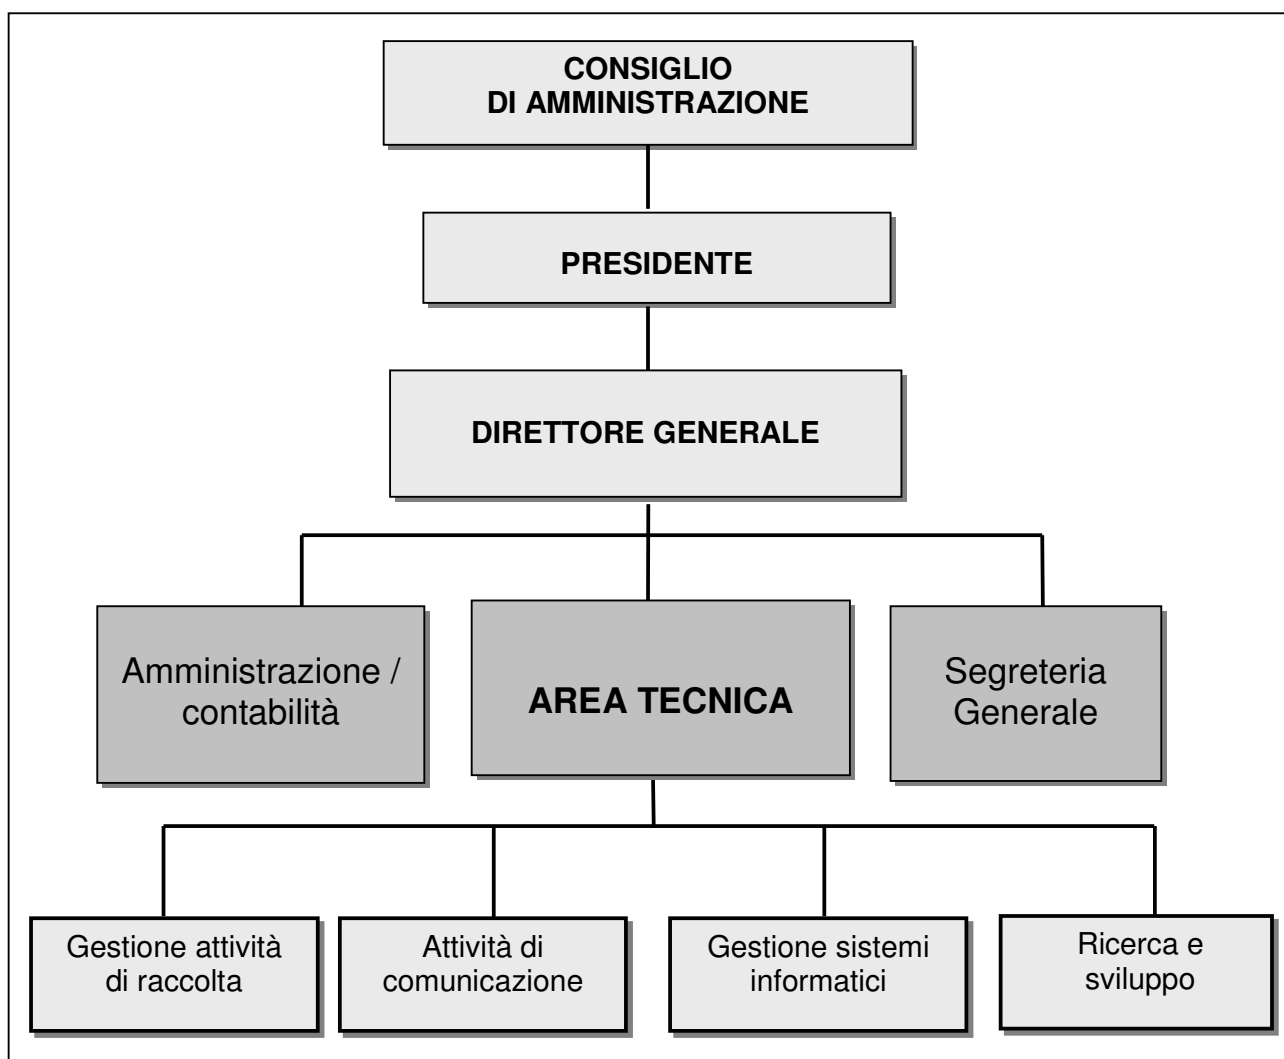 CONSIGLIO
DI AMMINISTRAZIONE
PRESIDENTE
DIRETTORE GENERALE
Amministrazione /
contabilità
AREA TECNICA
Segreteria
Generale
Gestione attività
di raccolta
Attività di
comunicazione
Gestione sistemi
informatici
Ricerca e
sviluppo